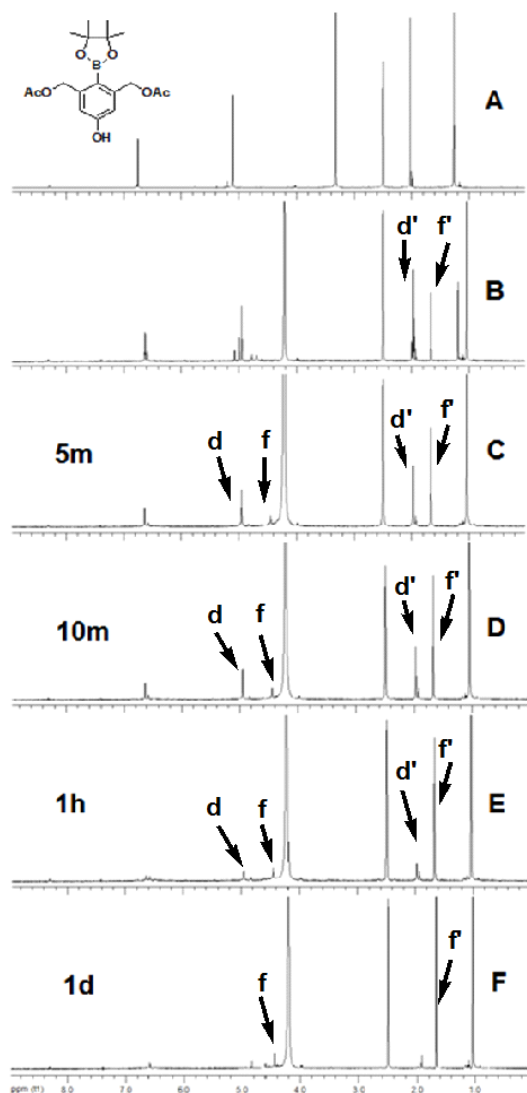 O O
B
AcO OAc
OH
A
d' f'
B
5m d f d' f' C
10m d f d' f' D
1h d f d' f' E
1d f f' F
ppm (f1) 8.0 7.0 6.0 5.0 4.0 3.0 2.0 1.0